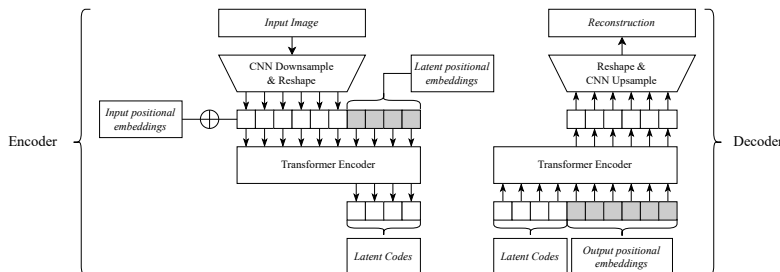 Input Image
Reconstruction
CNN Downsample
& Reshape
Latent positional
embeddings
Reshape &
CNN Upsample
Input positional
embeddings
Encoder
Decoder
Transformer Encoder
Transformer Encoder
Latent Codes
Latent Codes
Output positional
embeddings